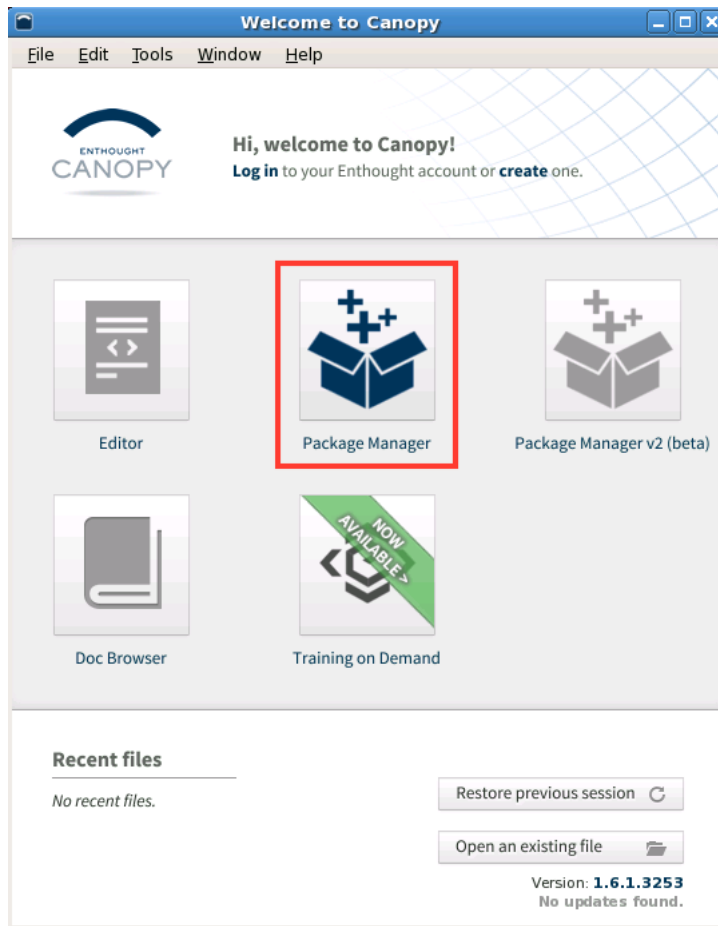 Welcome to Canopy
File Edit Tools Window Help
ENTHOUGHT
CANOPY
Hi, welcome to Canopy!
Log in to your Enthought account or create one.
Editor
Package Manager
Package Manager v2 (beta)
NOW
AVAILABLE >
Doc Browser
Training on Demand
Recent files
No recent files.
Restore previous session
Open an existing file
Version: 1.6.1.3253
No updates found.